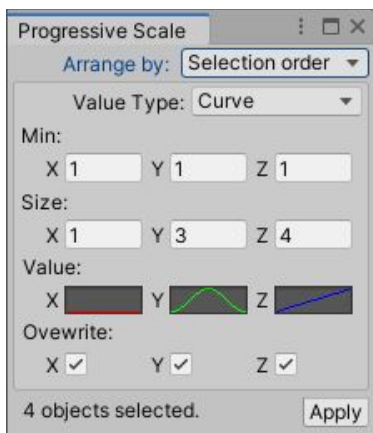 Progressive Scale
Arrange by: Selection order
Value Type: Curve
Min:
X 1 Y 1 Z 1
Size:
X 1 Y 3 Z 4
Value:
X Y Z
Ovewrite:
X Y Z
4 objects selected. Apply